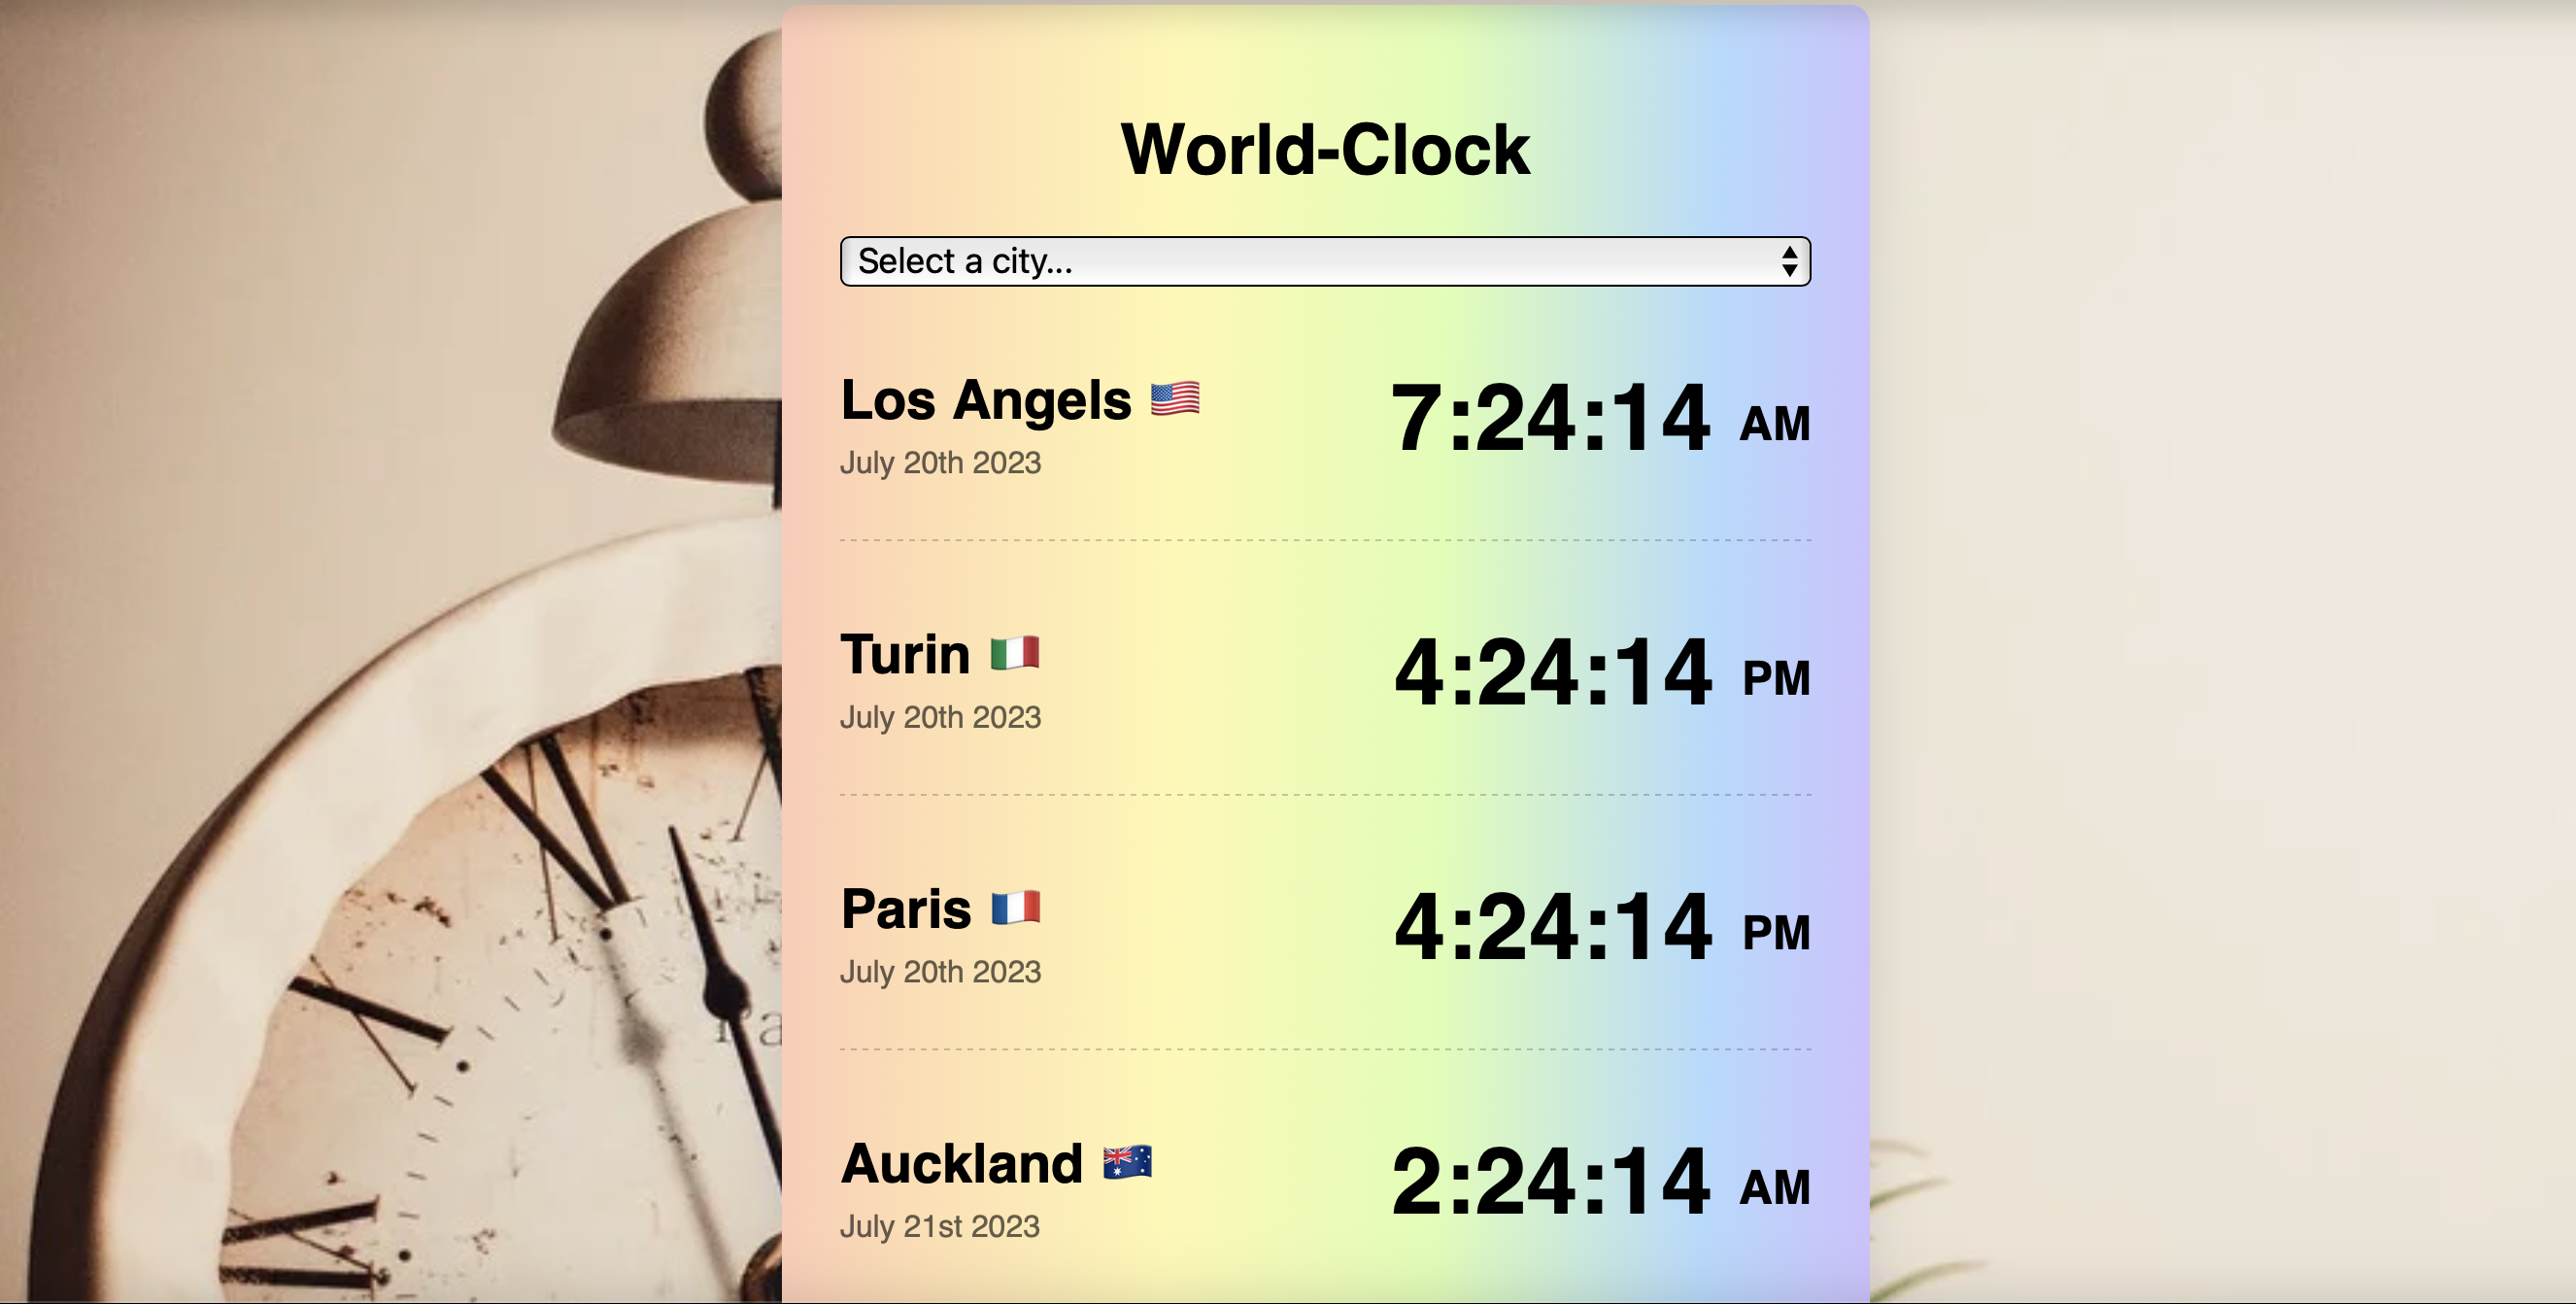 World-Clock
Select a city...
Los Angels 🇺🇸 7:24:14 AM
July 20th 2023
Turin 🇮🇹 4:24:14 PM
July 20th 2023
Paris 🇫🇷 4:24:14 PM
July 20th 2023
Auckland 🇦🇺 2:24:14 AM
July 21st 2023